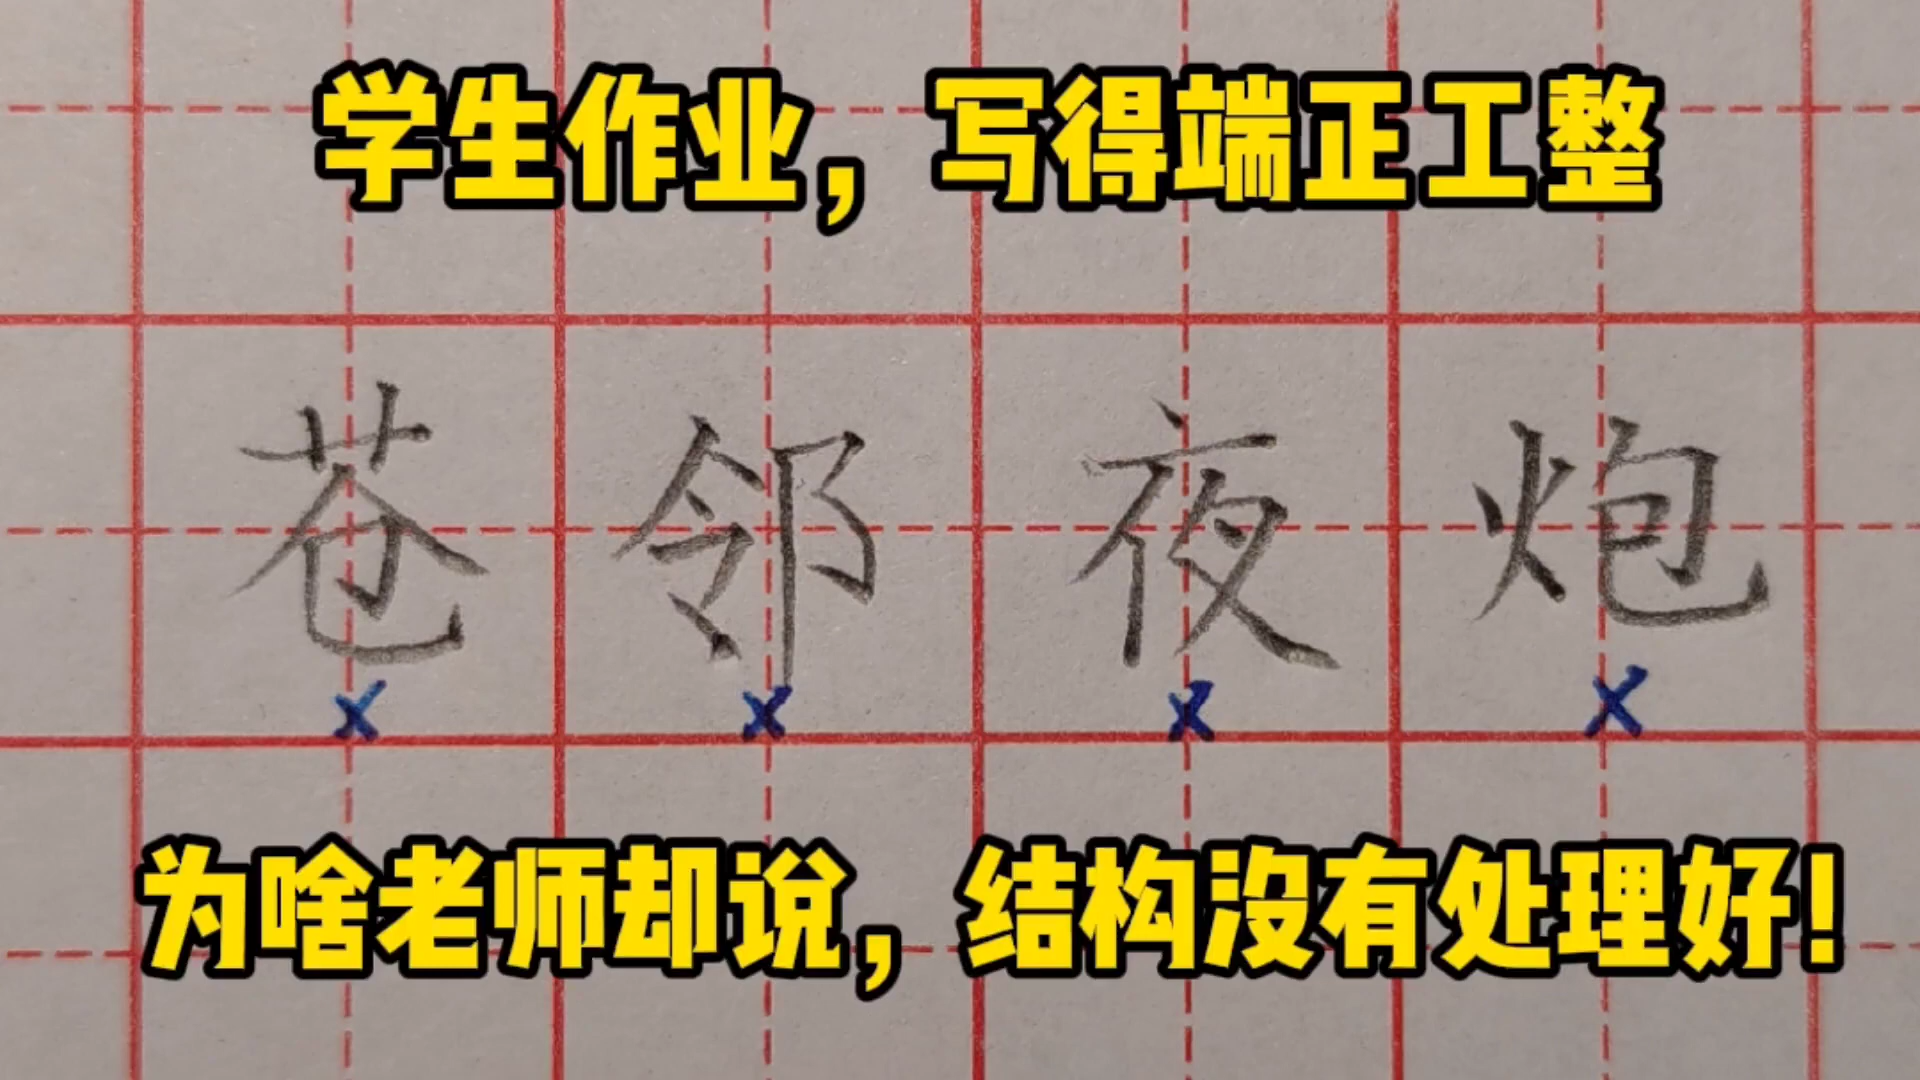 学生作业，写得端正工整
苍邻夜炮
x x x x
为啥老师却说，结构没有处理好！